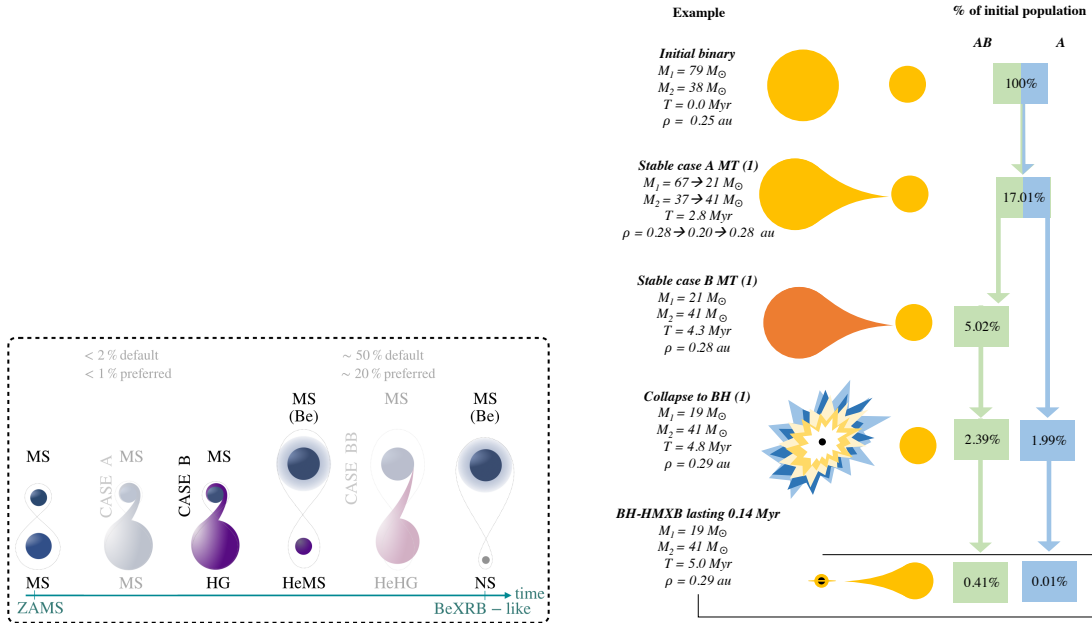 < 2 % default
< 1 % preferred
~ 50 % default
~ 20 % preferred
MS
(Be)
MS
MS
(Be)
MS
CASE A
MS
CASE B
MS
CASE BB
MS
MS
HG
HeMS
HeHG
NS
time
ZAMS
BeXRB − like
Example
% of initial population
AB
A
Initial binary
M₁ = 79 M☉
M₂ = 38 M☉
T = 0.0 Myr
ρ = 0.25 au
100%
Stable case A MT (1)
M₁ = 67→21 M☉
M₂ = 37→41 M☉
T = 2.8 Myr
ρ = 0.28→0.20→0.28 au
17.01%
Stable case B MT (1)
M₁ = 21 M☉
M₂ = 41 M☉
T = 4.3 Myr
ρ = 0.28 au
5.02%
Collapse to BH (1)
M₁ = 19 M☉
M₂ = 41 M☉
T = 4.8 Myr
ρ = 0.29 au
2.39%
1.99%
BH-HMXB lasting 0.14 Myr
M₁ = 19 M☉
M₂ = 41 M☉
T = 5.0 Myr
ρ = 0.29 au
0.41%
0.01%